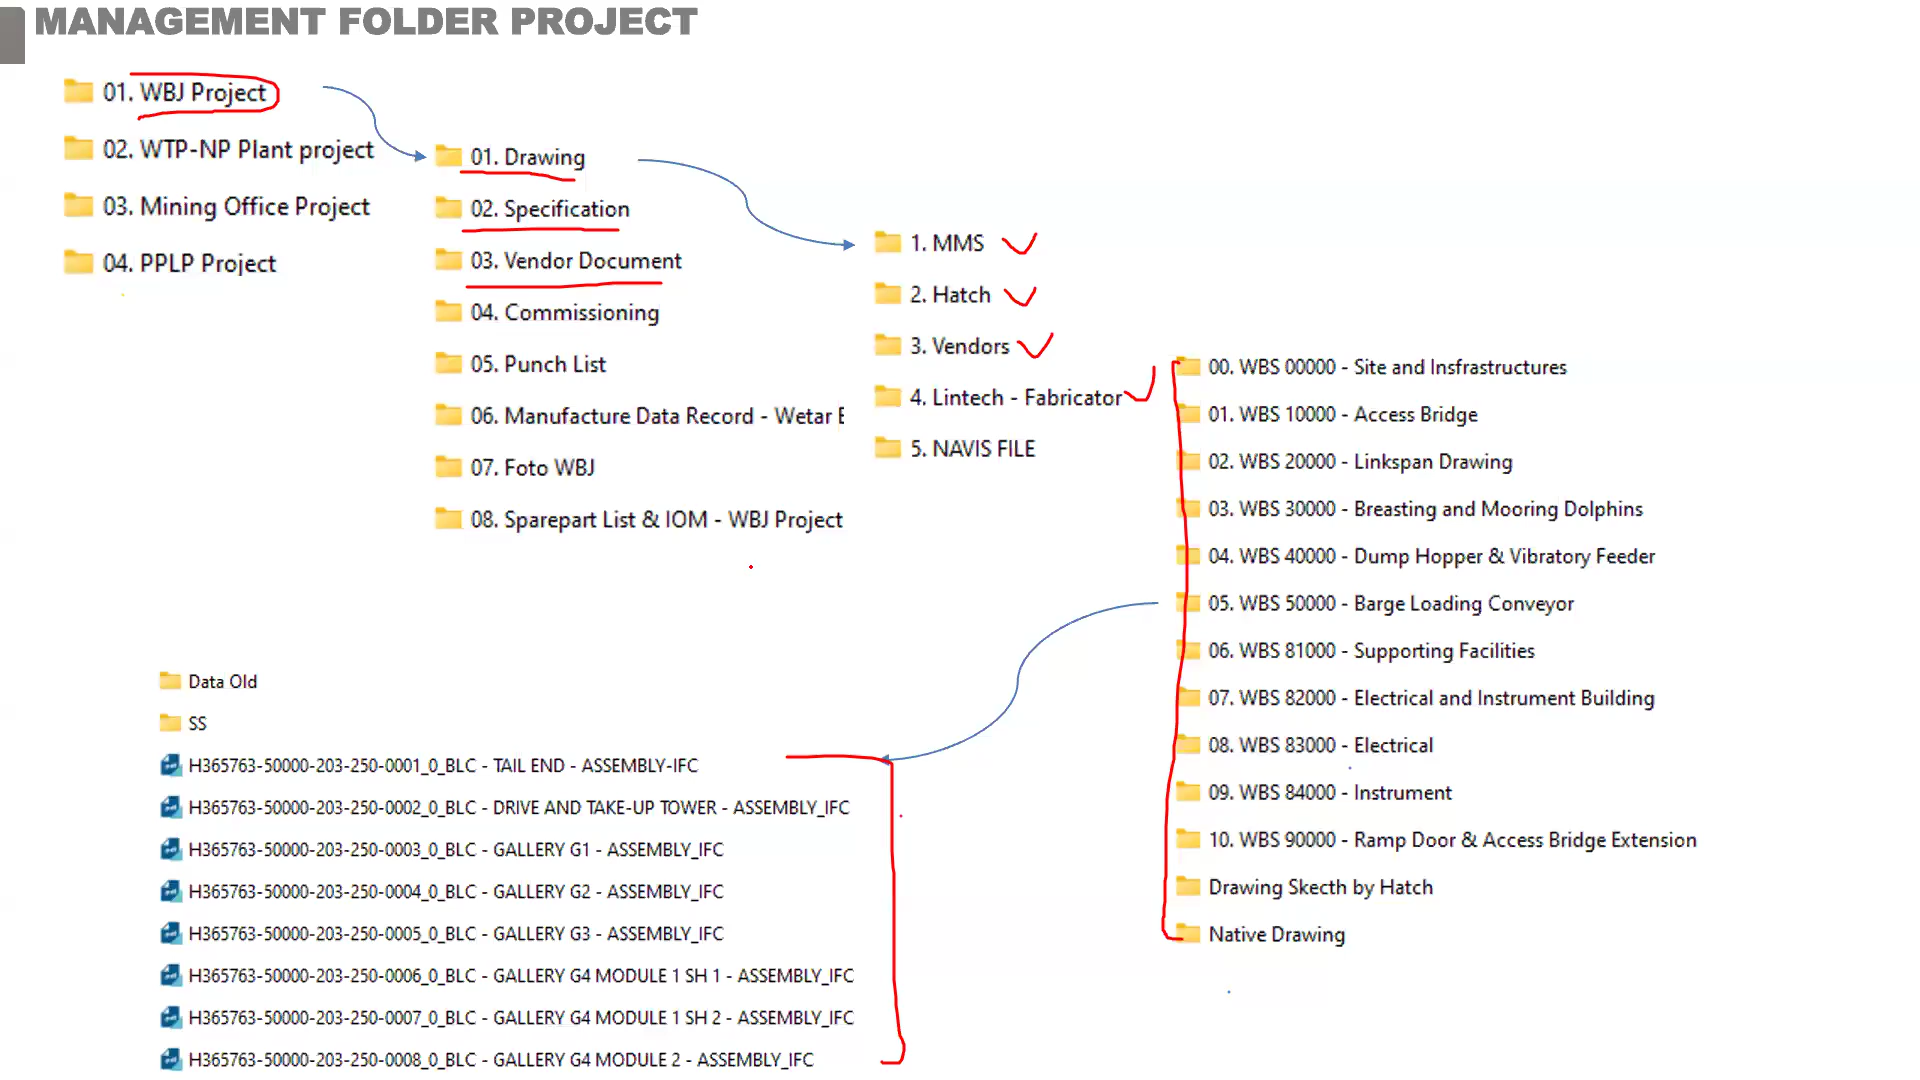 MANAGEMENT FOLDER PROJECT
01. WBJ Project
02. WTP-NP Plant project
03. Mining Office Project
04. PPLP Project
01. Drawing
02. Specification
03. Vendor Document
04. Commissioning
05. Punch List
06. Manufacture Data Record - Wetar
07. Foto WBJ
08. Sparepart List & IOM - WBJ Project
1. MMS
2. Hatch
3. Vendors
4. Lintech - Fabricator
5. NAVIS FILE
00. WBS 00000 - Site and Insfrastructures
01. WBS 10000 - Access Bridge
02. WBS 20000 - Linkspan Drawing
03. WBS 30000 - Breasting and Mooring Dolphins
04. WBS 40000 - Dump Hopper & Vibratory Feeder
05. WBS 50000 - Barge Loading Conveyor
06. WBS 81000 - Supporting Facilities
07. WBS 82000 - Electrical and Instrument Building
08. WBS 83000 - Electrical
09. WBS 84000 - Instrument
10. WBS 90000 - Ramp Door & Access Bridge Extension
Drawing Skecth by Hatch
Native Drawing
Data Old
SS
H365763-50000-203-250-0001_0_BLC - TAIL END - ASSEMBLY-IFC
H365763-50000-203-250-0002_0_BLC - DRIVE AND TAKE-UP TOWER - ASSEMBLY_IFC
H365763-50000-203-250-0003_0_BLC - GALLERY G1 - ASSEMBLY_IFC
H365763-50000-203-250-0004_0_BLC - GALLERY G2 - ASSEMBLY_IFC
H365763-50000-203-250-0005_0_BLC - GALLERY G3 - ASSEMBLY_IFC
H365763-50000-203-250-0006_0_BLC - GALLERY G4 MODULE 1 SH 1 - ASSEMBLY_IFC
H365763-50000-203-250-0007_0_BLC - GALLERY G4 MODULE 1 SH 2 - ASSEMBLY_IFC
H365763-50000-203-250-0008_0_BLC - GALLERY G4 MODULE 2 - ASSEMBLY_IFC